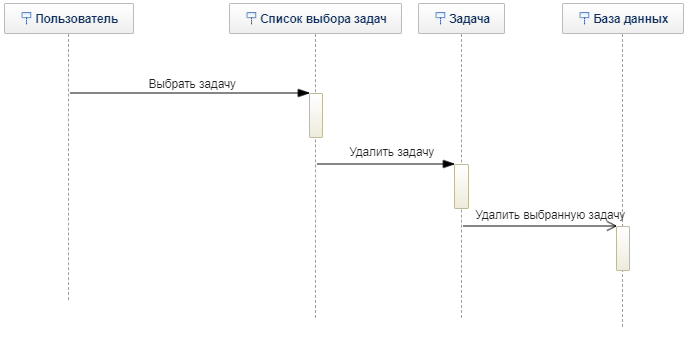 Пользователь
Список выбора задач
Задача
База данных
Выбрать задачу
Удалить задачу
Удалить выбранную задачу